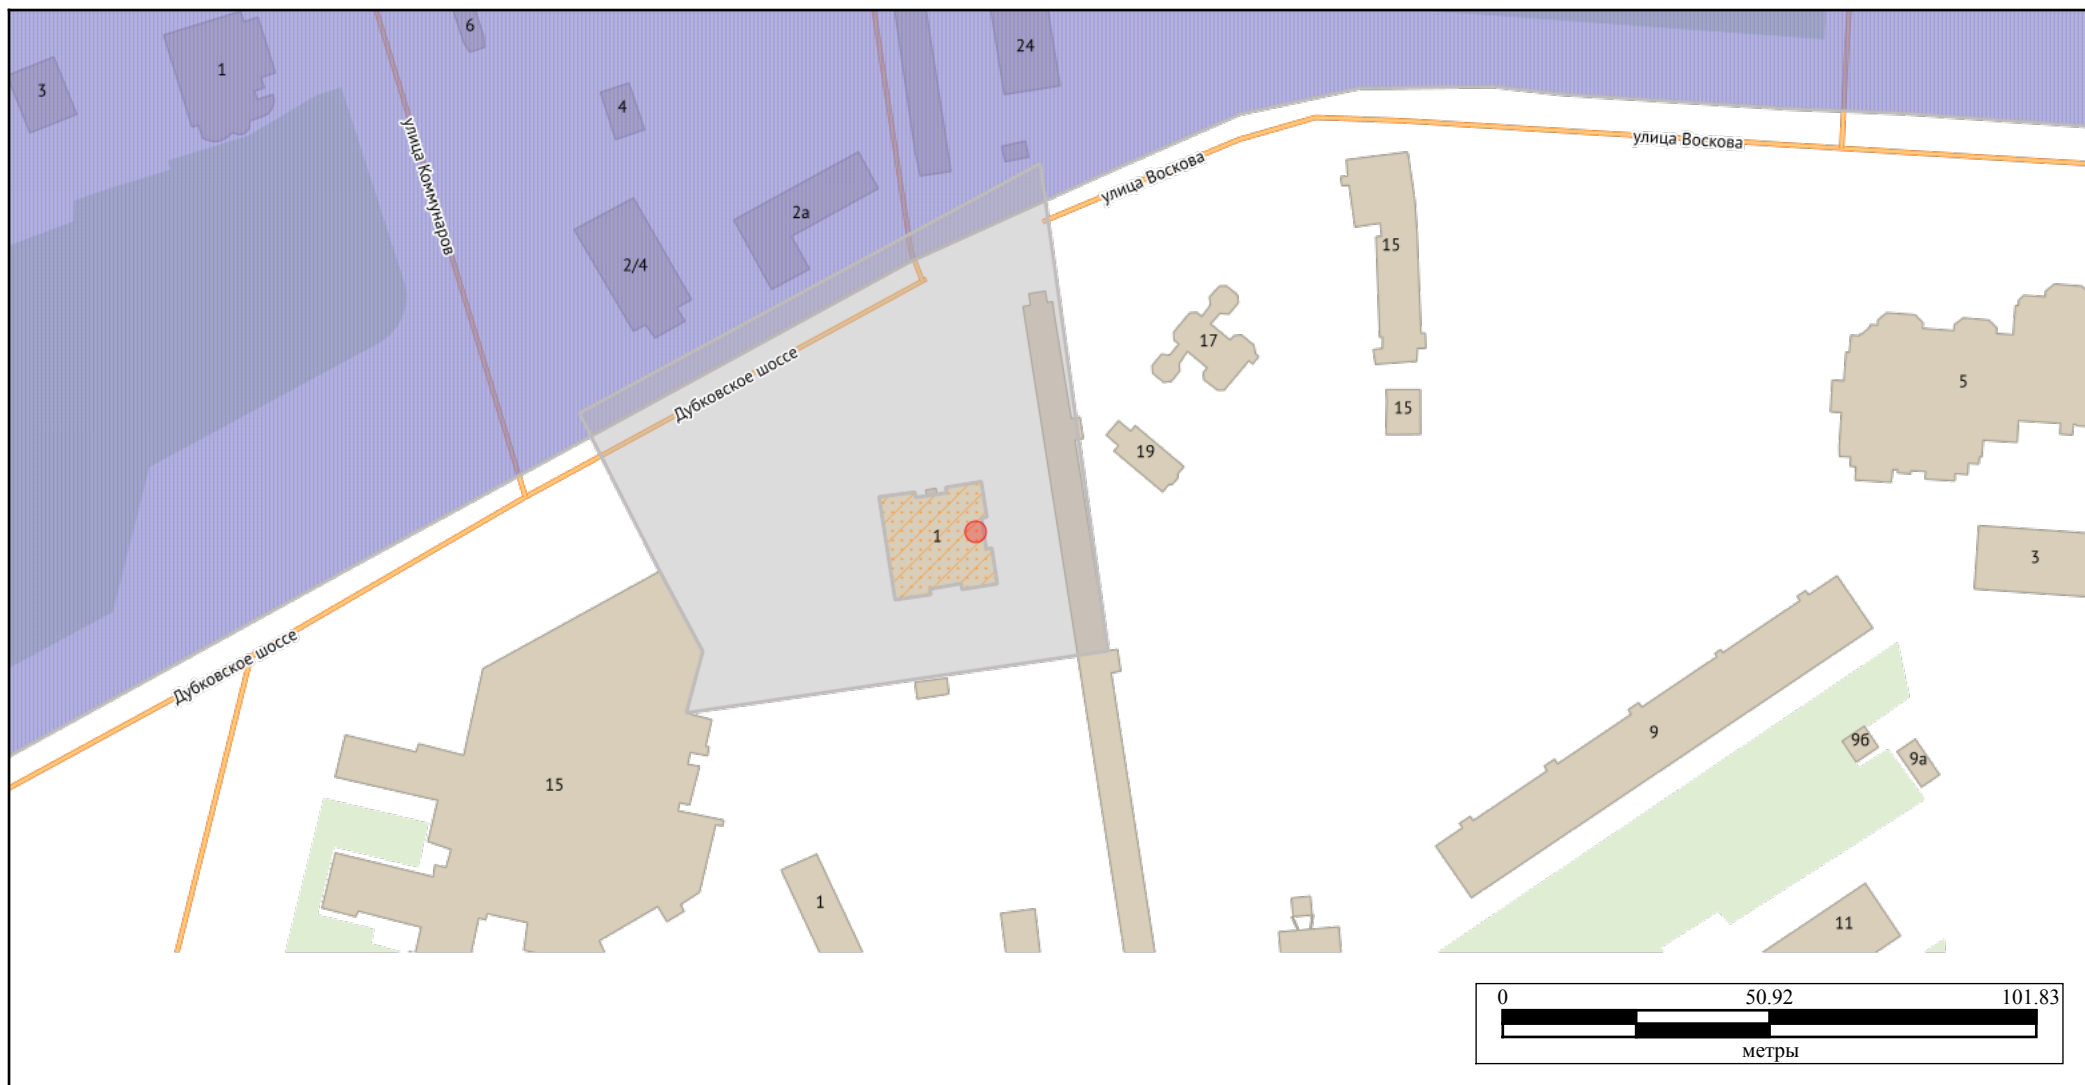 6
24
1
3
4
улица Коммунаров
улица Воскова
улица Воскова
2а
2/4
15
17
Дубковское шоссе
5
15
19
1
3
Дубковское шоссе
9
9б
9а
15
1
11
0 50.92 101.83
метры